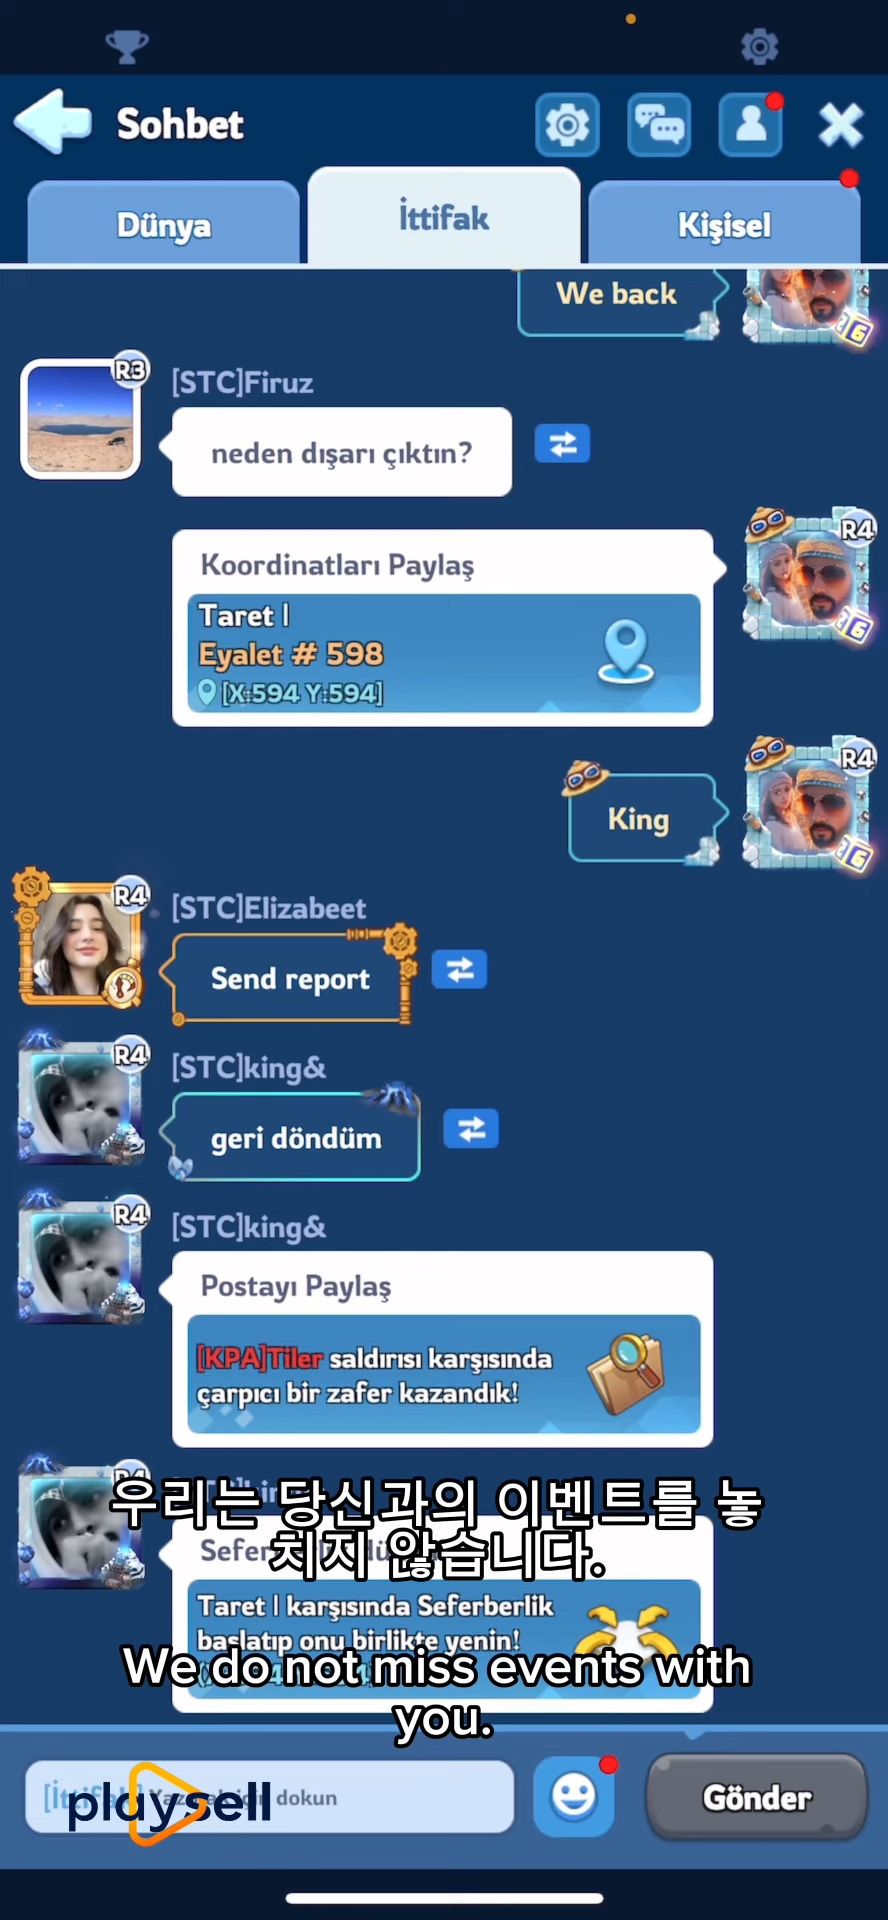 Sohbet
Dünya
İttifak
Kişisel
We back
R3
[STC]Firuz
neden dışarı çıktın?
R4
Koordinatları Paylaş
Taret I
Eyalet # 598
[X:594 Y:594]
R4
King
R4
[STC]Elizabeet
Send report
R4
[STC]king&
geri döndüm
R4
[STC]king&
Postayı Paylaş
[KPA]Tiler saldırısı karşısında
çarpıcı bir zafer kazandık!
우리는 당신과의 이벤트를 놓
치지 않습니다.
Taret I karşısında Seferberlik
başlatıp onu birlikte yenin!
We do not miss events with
you.
playsell
dokun
Gönder